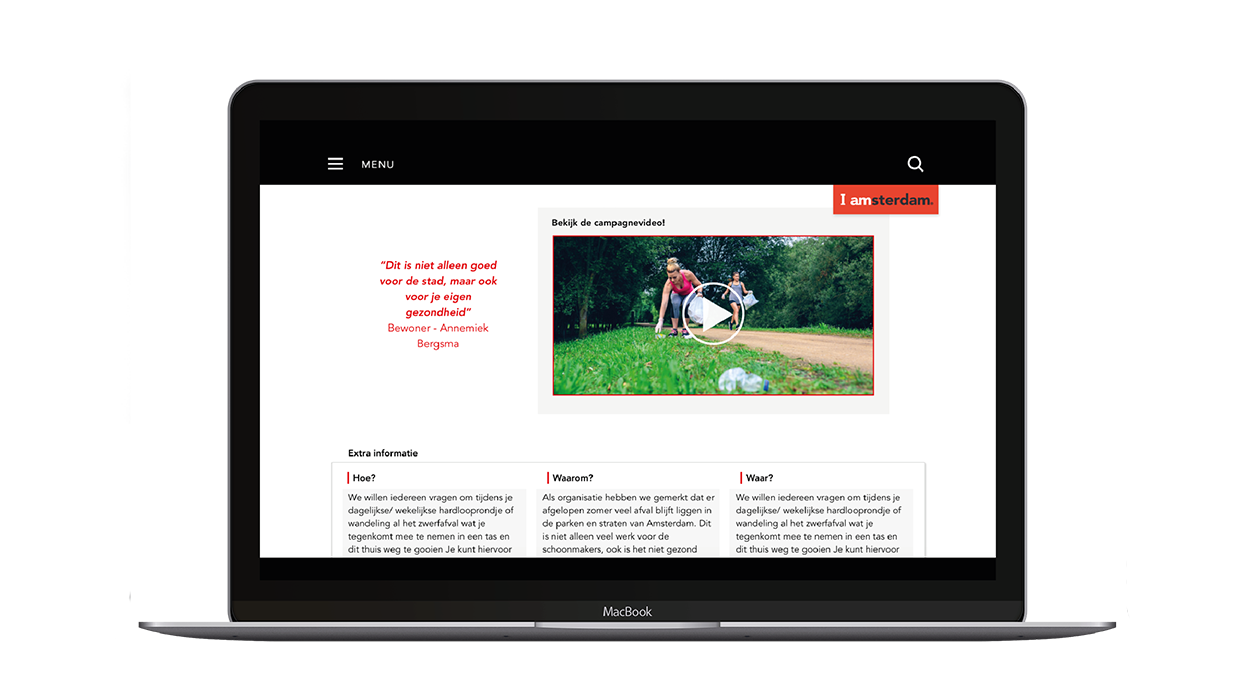 MENU
I amsterdam.
Bekijk de campagnevideo!
“Dit is niet alleen goed
voor de stad, maar ook
voor je eigen
gezondheid”
Bewoner - Annemiek
Bergsma
Extra informatie
Hoe?
We willen iedereen vragen om tijdens je
dagelijkse/ wekelijkse hardlooprondje of
wandeling al het zwerfafval wat je
tegenkomt mee te nemen in een tas en
dit thuis weg te gooien Je kunt hiervoor
Waarom?
Als organisatie hebben we gemerkt dat er
afgelopen zomer veel afval blijft liggen in
de parken en straten van Amsterdam. Dit
is niet alleen veel werk voor de
schoonmakers, ook is het niet gezond
Waar?
We willen iedereen vragen om tijdens je
dagelijkse/ wekelijkse hardlooprondje of
wandeling al het zwerfafval wat je
tegenkomt mee te nemen in een tas en
dit thuis weg te gooien Je kunt hiervoor
MacBook